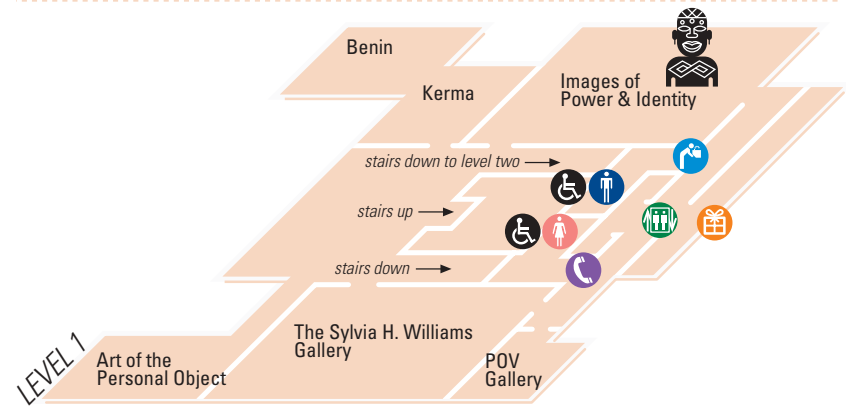 Benin
Kerma
Images of
Power & Identity
stairs down to level two
stairs up
stairs down
LEVEL 1
Art of the
Personal Object
The Sylvia H. Williams
Gallery
POV
Gallery